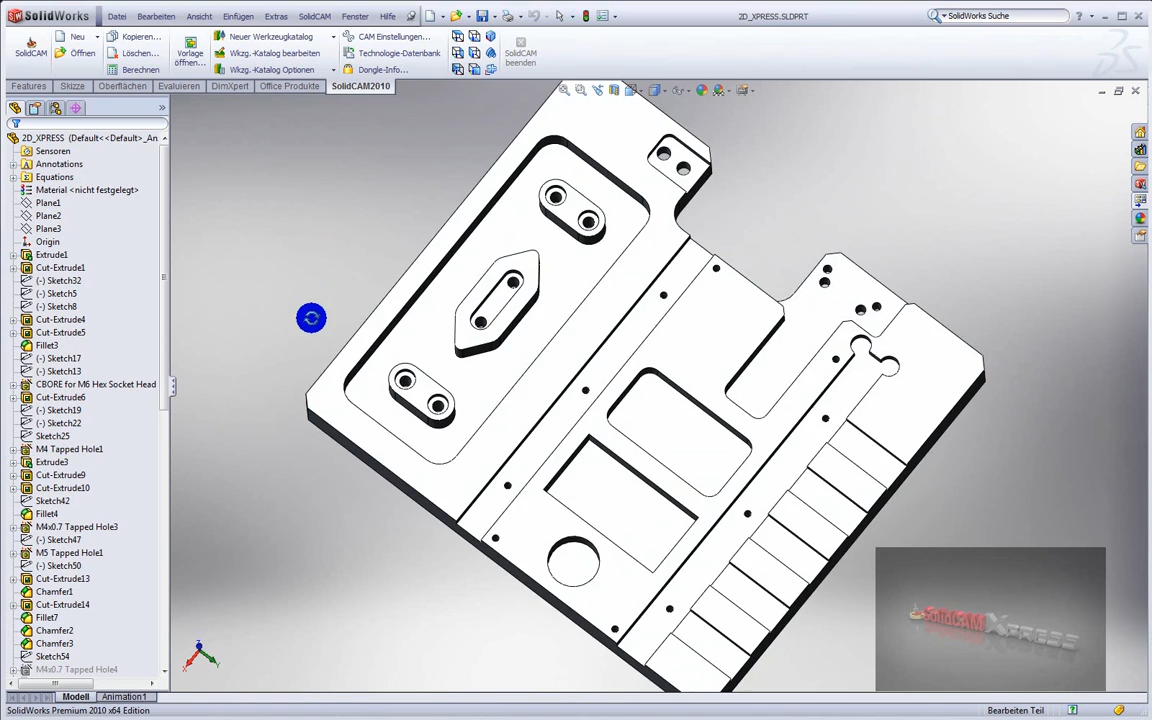 SolidWorks
Datei Bearbeiten Ansicht Einfügen Extras SolidCAM Fenster Hilfe
2D_XPRESS.SLDPRT
SolidWorks Suche
SolidCAM
Neu
Öffnen
Kopieren...
Löschen...
Berechnen
Vorlage öffnen...
Neuer Werkzeugkatalog
Wkzg.-Katalog bearbeiten
Wkzg.-Katalog Optionen
CAM Einstellungen...
Technologie-Datenbank
Dongle-Info...
SolidCAM beenden
Features Skizze Oberflächen Evaluieren DimXpert Office Produkte SolidCAM2010
2D_XPRESS (Default<<Default>_An
Sensoren
Annotations
Equations
Material <nicht festgelegt>
Plane1
Plane2
Plane3
Origin
Extrude1
Cut-Extrude1
(-) Sketch32
(-) Sketch5
(-) Sketch8
Cut-Extrude4
Cut-Extrude5
Fillet3
(-) Sketch17
(-) Sketch13
CBORE for M6 Hex Socket Head
Cut-Extrude6
(-) Sketch19
(-) Sketch22
Sketch25
M4 Tapped Hole1
Extrude3
Cut-Extrude9
Cut-Extrude10
Sketch42
Fillet4
M4x0.7 Tapped Hole3
(-) Sketch47
M5 Tapped Hole1
(-) Sketch50
Cut-Extrude13
Chamfer1
Cut-Extrude14
Fillet7
Chamfer2
Chamfer3
Sketch54
M4x0.7 Tapped Hole4
SolidCAM Xpress
Modell Animation1
SolidWorks Premium 2010 x64 Edition
Bearbeiten Teil